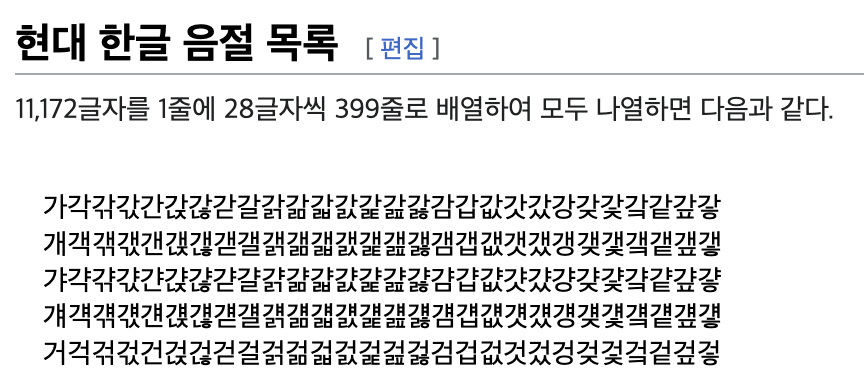 현대 한글 음절 목록 [ 편집 ]
11,172글자를 1줄에 28글자씩 399줄로 배열하여 모두 나열하면 다음과 같다.
가각갂갃간갅갆갇갈갉갊갋갌갍갎갏감갑값갓갔강갖갗갘같갚갛
개객갞갟갠갡갢갣갤갥갦갧갨갩갪갫갬갭갮갯갰갱갲갳갴갵갶갷
갸갹갺갻갼갽갾갿걀걁걂걃걄걅걆걇걈걉걊걋걌걍걎걏걐걑걒걓
걔걕걖걗걘걙걚걛걜걝걞걟걠걡걢걣걤걥걦걧걨걩걪걫걬걭걮걯
거걱걲걳건걵걶걷걸걹걺걻걼걽걾걿검겁겂것겄겅겆겇겈겉겊겋